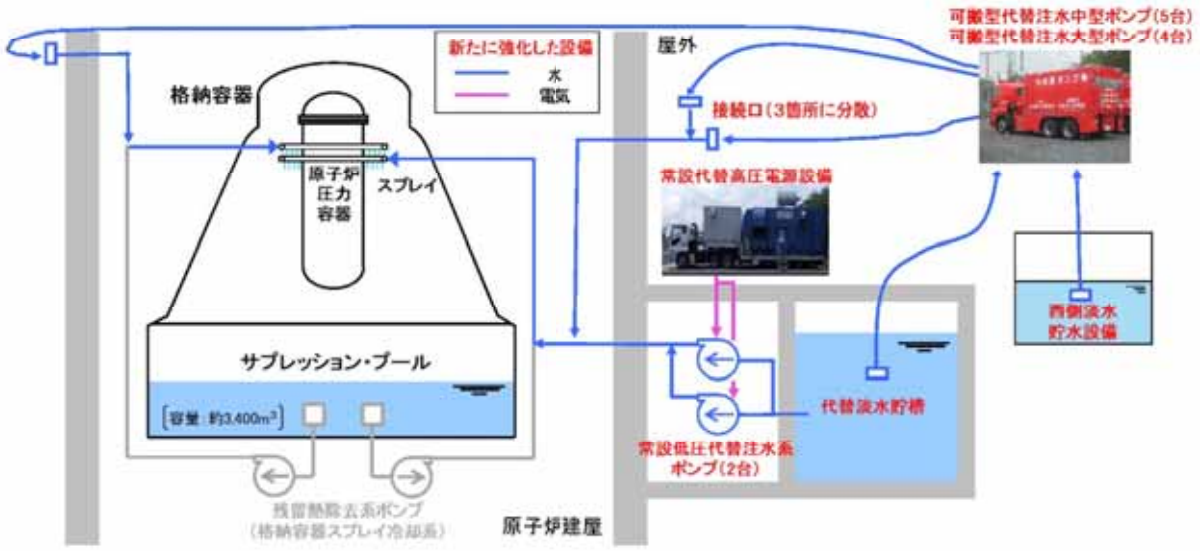 可搬型代替注水中型ポンプ(5台)
可搬型代替注水大型ポンプ(4台)
新たに強化した設備
水
電気
屋外
格納容器
接続口(3箇所に分散)
原子炉
圧力
容器
スプレイ
常設代替高圧電源設備
西側淡水
貯水設備
サプレッション・プール
[容量:約3,400m³]
代替淡水貯槽
常設低圧代替注水系
ポンプ(2台)
残留熱除去系ポンプ
(格納容器スプレイ冷却系)
原子炉建屋